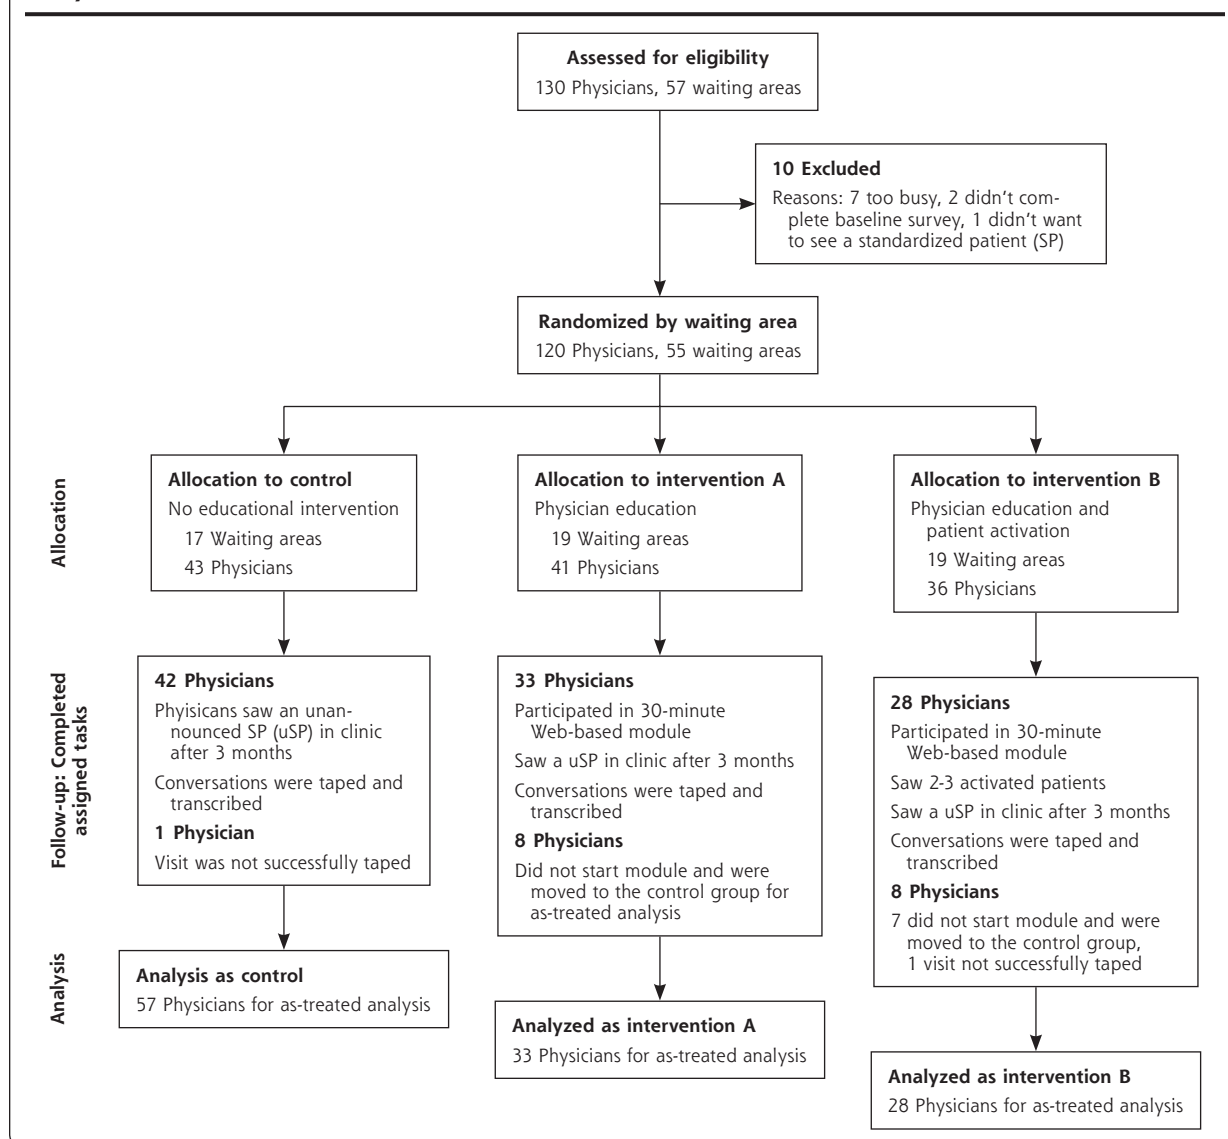 Assessed for eligibility
130 Physicians, 57 waiting areas
10 Excluded
Reasons: 7 too busy, 2 didn't com-
plete baseline survey, 1 didn't want
to see a standardized patient (SP)
Randomized by waiting area
120 Physicians, 55 waiting areas
Allocation
Allocation to control
No educational intervention
17 Waiting areas
43 Physicians
Allocation to intervention A
Physician education
19 Waiting areas
41 Physicians
Allocation to intervention B
Physician education and
patient activation
19 Waiting areas
36 Physicians
Follow-up: Completed
assigned tasks
42 Physicians
Phyisicans saw an unan-
nounced SP (uSP) in clinic
after 3 months
Conversations were taped and
transcribed
1 Physician
Visit was not successfully taped
33 Physicians
Participated in 30-minute
Web-based module
Saw a uSP in clinic after 3 months
Conversations were taped and
transcribed
8 Physicians
Did not start module and were
moved to the control group for
as-treated analysis
28 Physicians
Participated in 30-minute
Web-based module
Saw 2-3 activated patients
Saw a uSP in clinic after 3 months
Conversations were taped and
transcribed
8 Physicians
7 did not start module and were
moved to the control group,
1 visit not successfully taped
Analysis
Analysis as control
57 Physicians for as-treated analysis
Analyzed as intervention A
33 Physicians for as-treated analysis
Analyzed as intervention B
28 Physicians for as-treated analysis